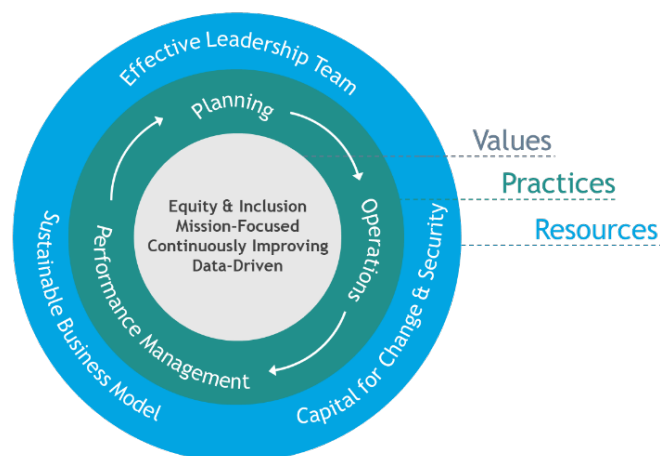 Effective Leadership Team
Planning
Values
Practices
Resources
Equity & Inclusion
Mission-Focused
Continuously Improving
Data-Driven
Operations
Performance Management
Sustainable Business Model
Capital for Change & Security